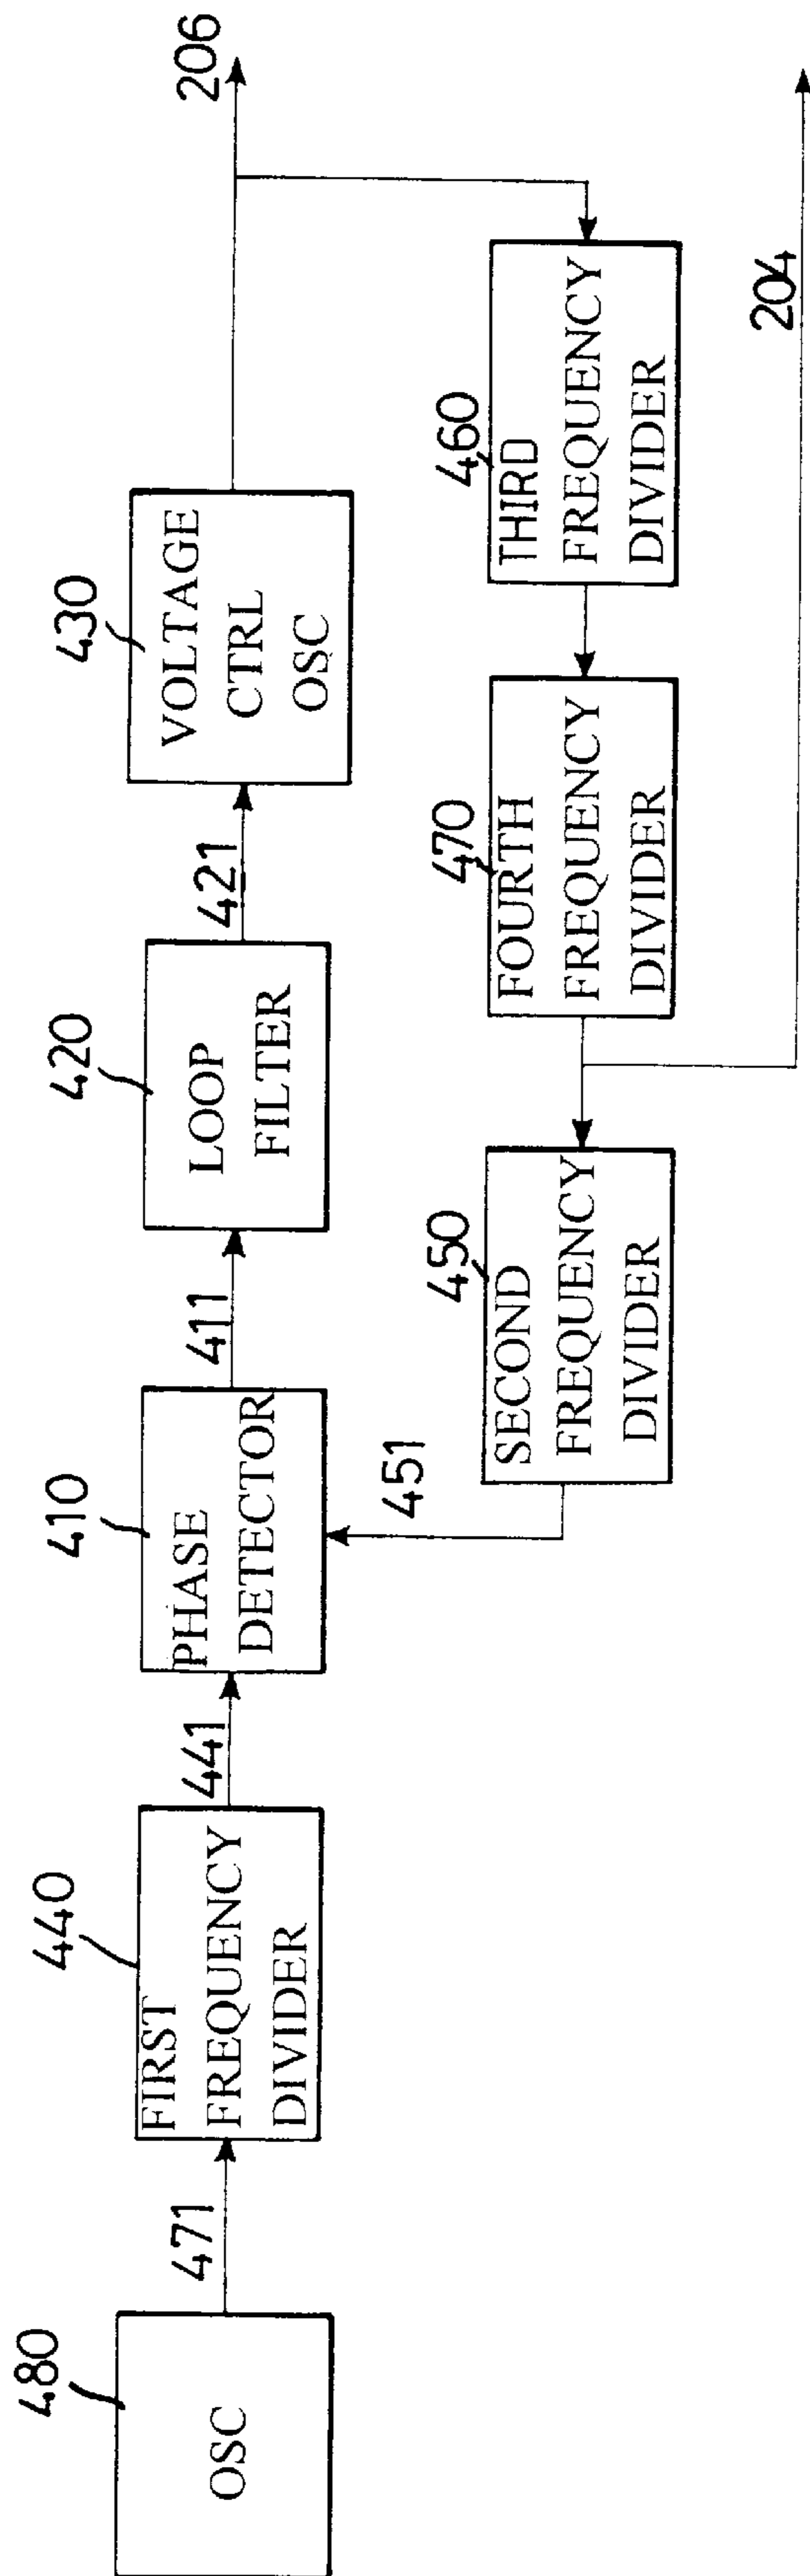 480
OSC
471
440
FIRST
FREQUENCY
DIVIDER
441
410
PHASE
DETECTOR
411
420
LOOP
FILTER
421
430
VOLTAGE
CTRL
OSC
206
451
450
SECOND
FREQUENCY
DIVIDER
470
FOURTH
FREQUENCY
DIVIDER
460
THIRD
FREQUENCY
DIVIDER
204